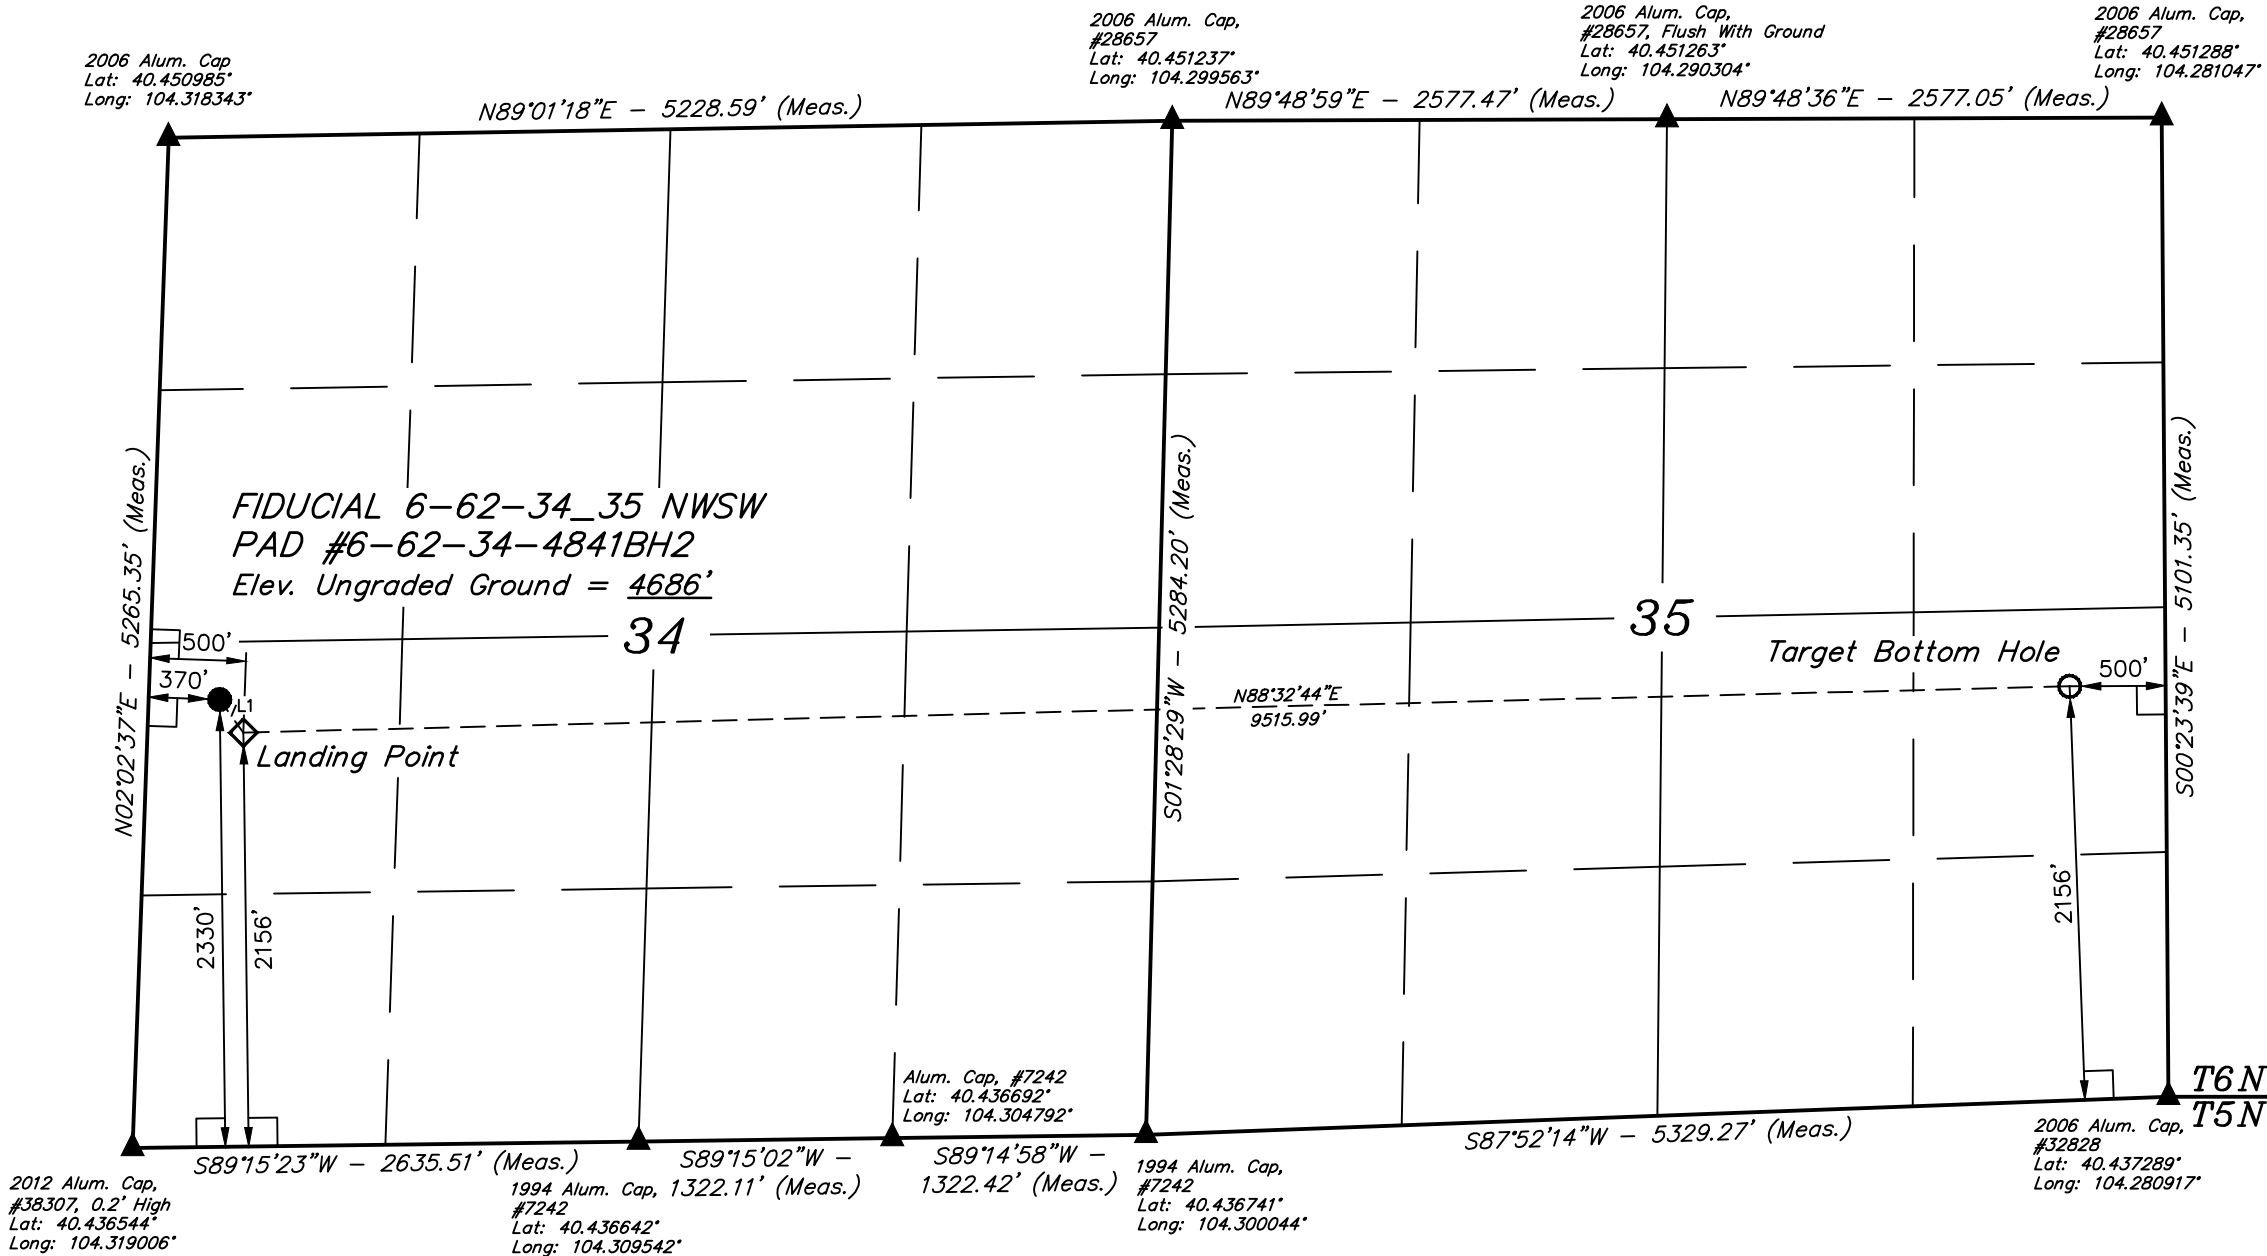 2006 Alum. Cap
Lat: 40.450985°
Long: 104.318343°
2006 Alum. Cap,
#28657
Lat: 40.451237°
Long: 104.299563°
2006 Alum. Cap,
#28657, Flush With Ground
Lat: 40.451263°
Long: 104.290304°
2006 Alum. Cap,
#28657
Lat: 40.451288°
Long: 104.281047°
N89°01'18"E - 5228.59' (Meas.)
N89°48'59"E - 2577.47' (Meas.)
N89°48'36"E - 2577.05' (Meas.)
N02°02'37"E - 5265.35' (Meas.)
S01°28'29"W - 5284.20' (Meas.)
S00°23'39"E - 5101.35' (Meas.)
FIDUCIAL 6-62-34_35 NWSW
PAD #6-62-34-4841BH2
Elev. Ungraded Ground = 4686'
34
35
500'
370'
L1
Landing Point
N88°32'44"E
9515.99'
Target Bottom Hole
500'
2330'
2156'
2156'
Alum. Cap, #7242
Lat: 40.436692°
Long: 104.304792°
T6N
T5N
S89°15'23"W - 2635.51' (Meas.)
S89°15'02"W -
1322.11' (Meas.)
S89°14'58"W -
1322.42' (Meas.)
S87°52'14"W - 5329.27' (Meas.)
2012 Alum. Cap,
#38307, 0.2' High
Lat: 40.436544°
Long: 104.319006°
1994 Alum. Cap,
#7242
Lat: 40.436642°
Long: 104.309542°
1994 Alum. Cap,
#7242
Lat: 40.436741°
Long: 104.300044°
2006 Alum. Cap,
#32828
Lat: 40.437289°
Long: 104.280917°